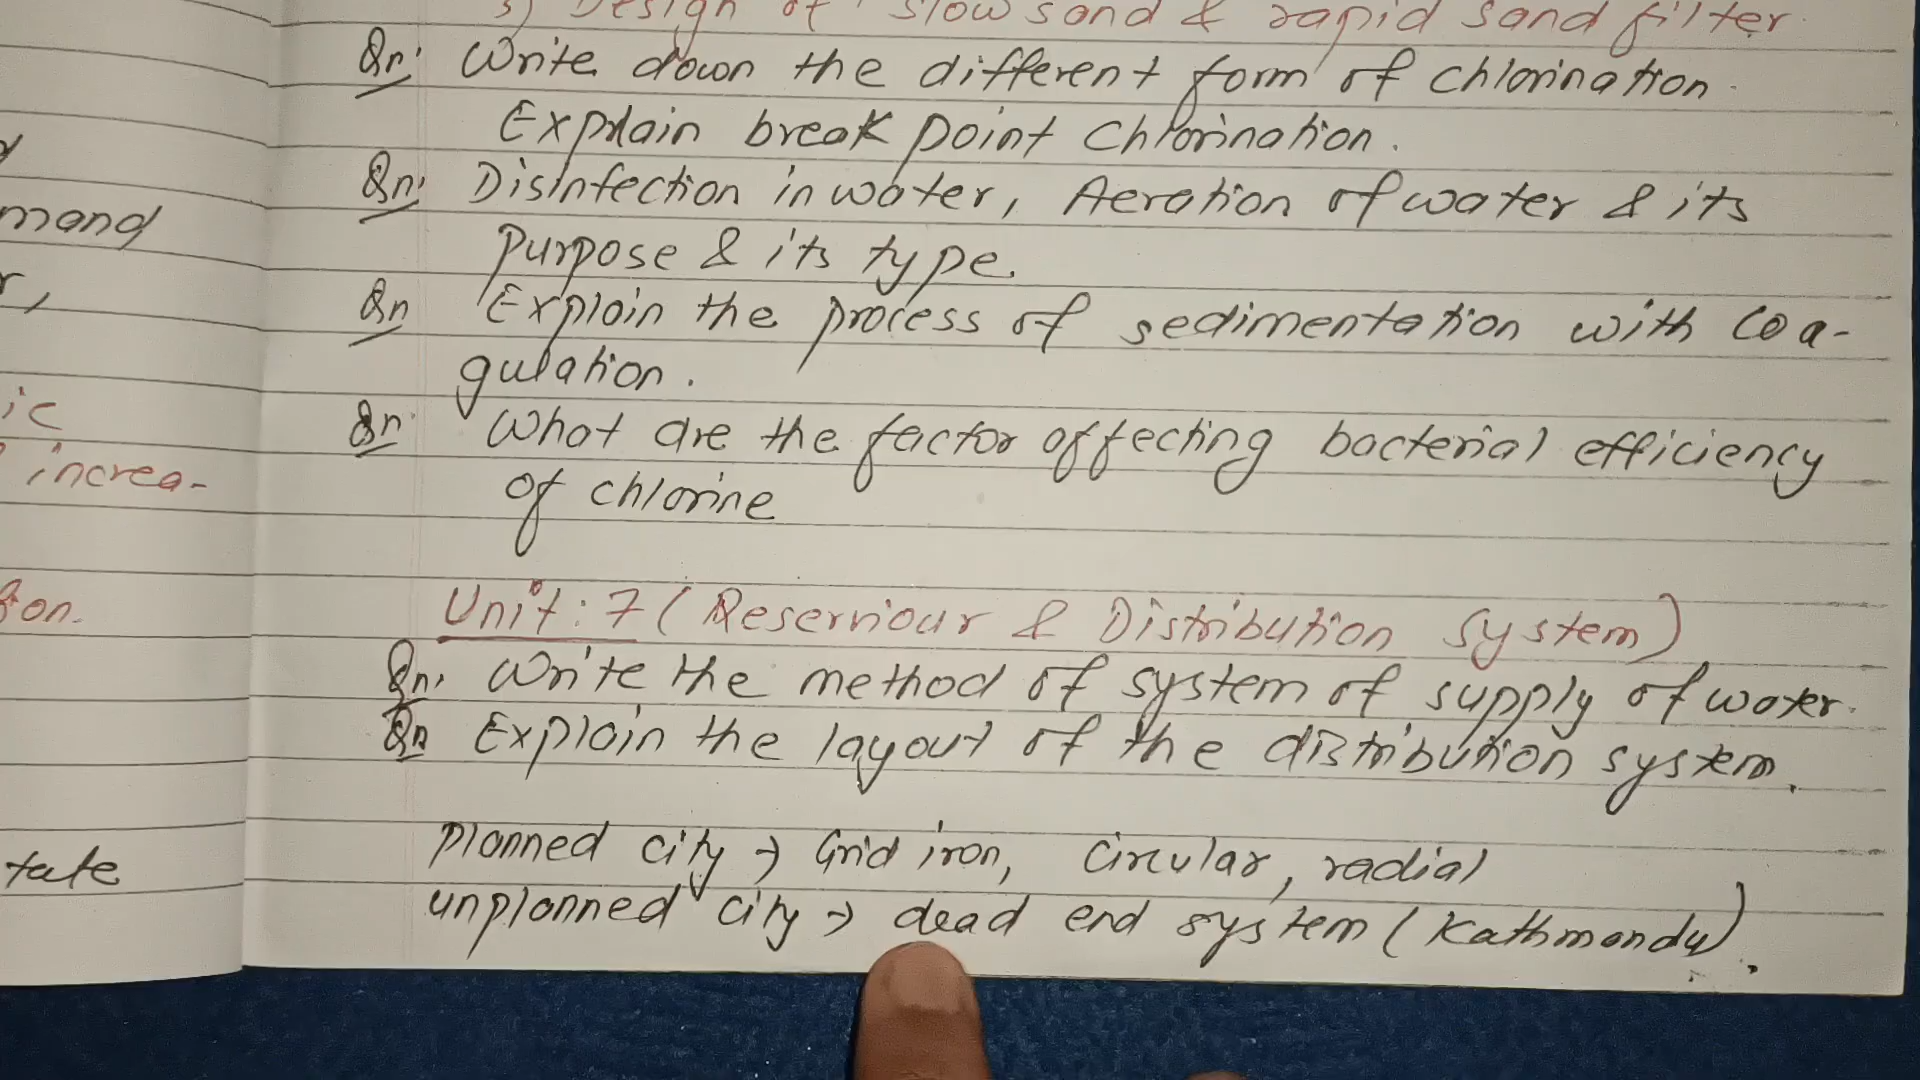 mand
r,
ic
increa-
tate
3) Design of slow sand & rapid sand filter
Qn: Write down the different form of chlorination.
Explain break point Chlorination.
Qn: Disinfection in water, Aeration of water & its
purpose & its type.
Qn Explain the process of sedimentation with Coa-
gulation.
Qn: What are the factor affecting bacterial efficiency
of chlorine
Unit: 7 (Reserviour & Distribution System)
Qn: Write the method of system of supply of water.
Qn Explain the layout of the distribution system.
planned city → Grid iron, Circular, radial
unplanned city → dead end system (Kathmandu).